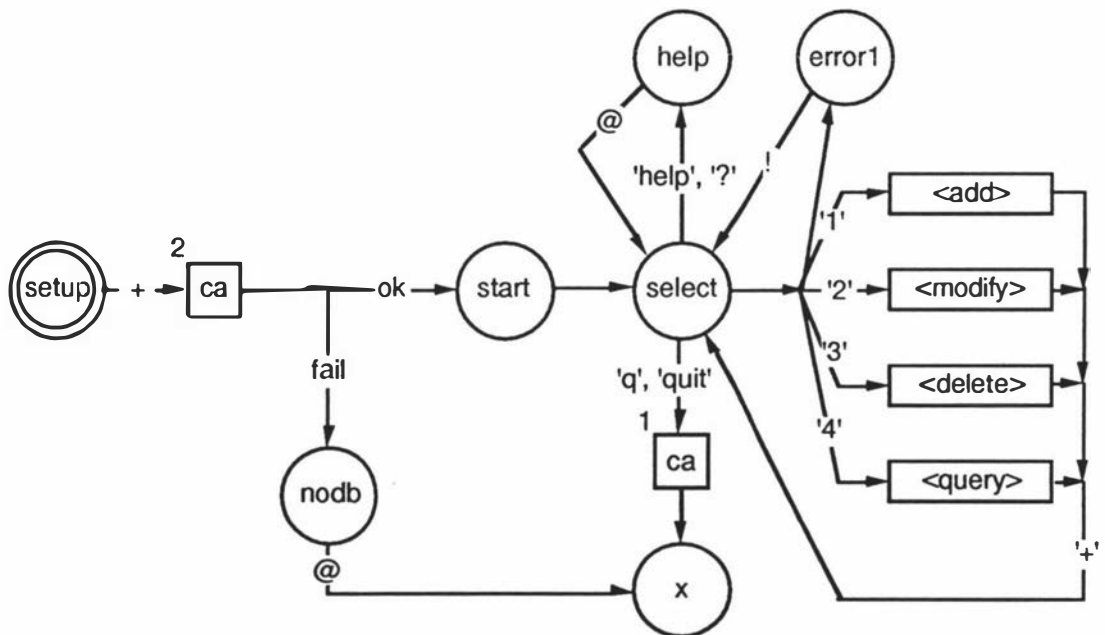 help
error1
@
'help', '?'
!
'1'
<add>
2
setup
+
ca
ok
start
select
'2'
<modify>
fail
'q', 'quit'
'3'
<delete>
1
'4'
ca
<query>
nodb
@
'+'
x